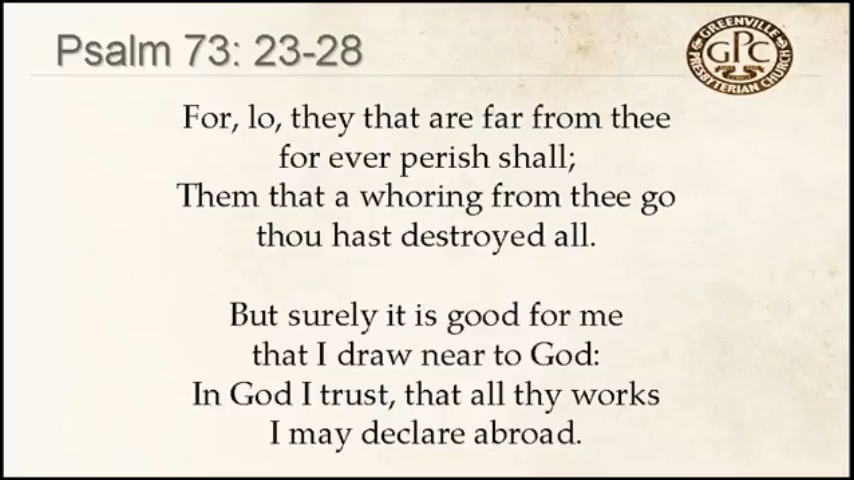 Psalm 73: 23-28
GREENVILLE
GPC
PRESBYTERIAN CHURCH
For, lo, they that are far from thee
for ever perish shall;
Them that a whoring from thee go
thou hast destroyed all.
But surely it is good for me
that I draw near to God:
In God I trust, that all thy works
I may declare abroad.